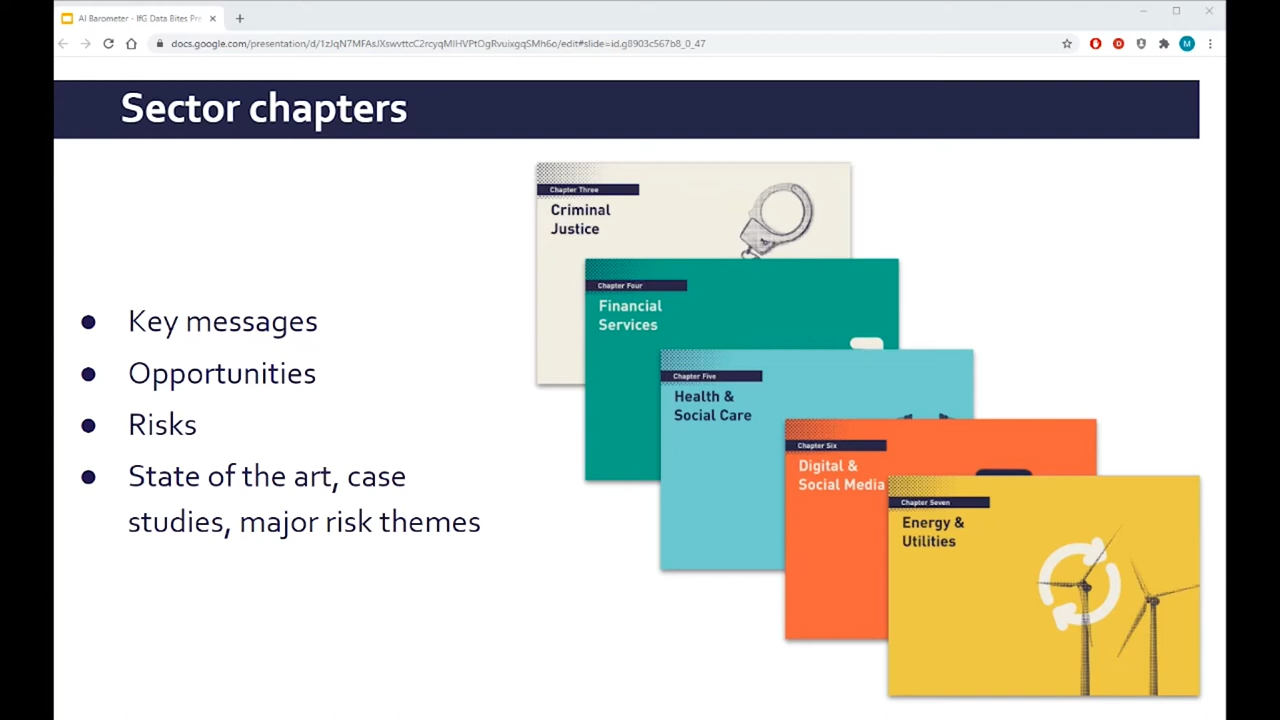 AI Barometer - IfG Data Bites Pre
docs.google.com/presentation/d/1zJqN7MFAsJXswvttcC2rcyqMIHVPtOgRvuixgqSMh6o/edit#slide=id.g8903c567b8_0_47
M
Sector chapters
Key messages
Opportunities
Risks
State of the art, case
studies, major risk themes
Chapter Three
Criminal
Justice
Chapter Four
Financial
Services
Chapter Five
Health &
Social Care
Chapter Six
Digital &
Social Media
Chapter Seven
Energy &
Utilities